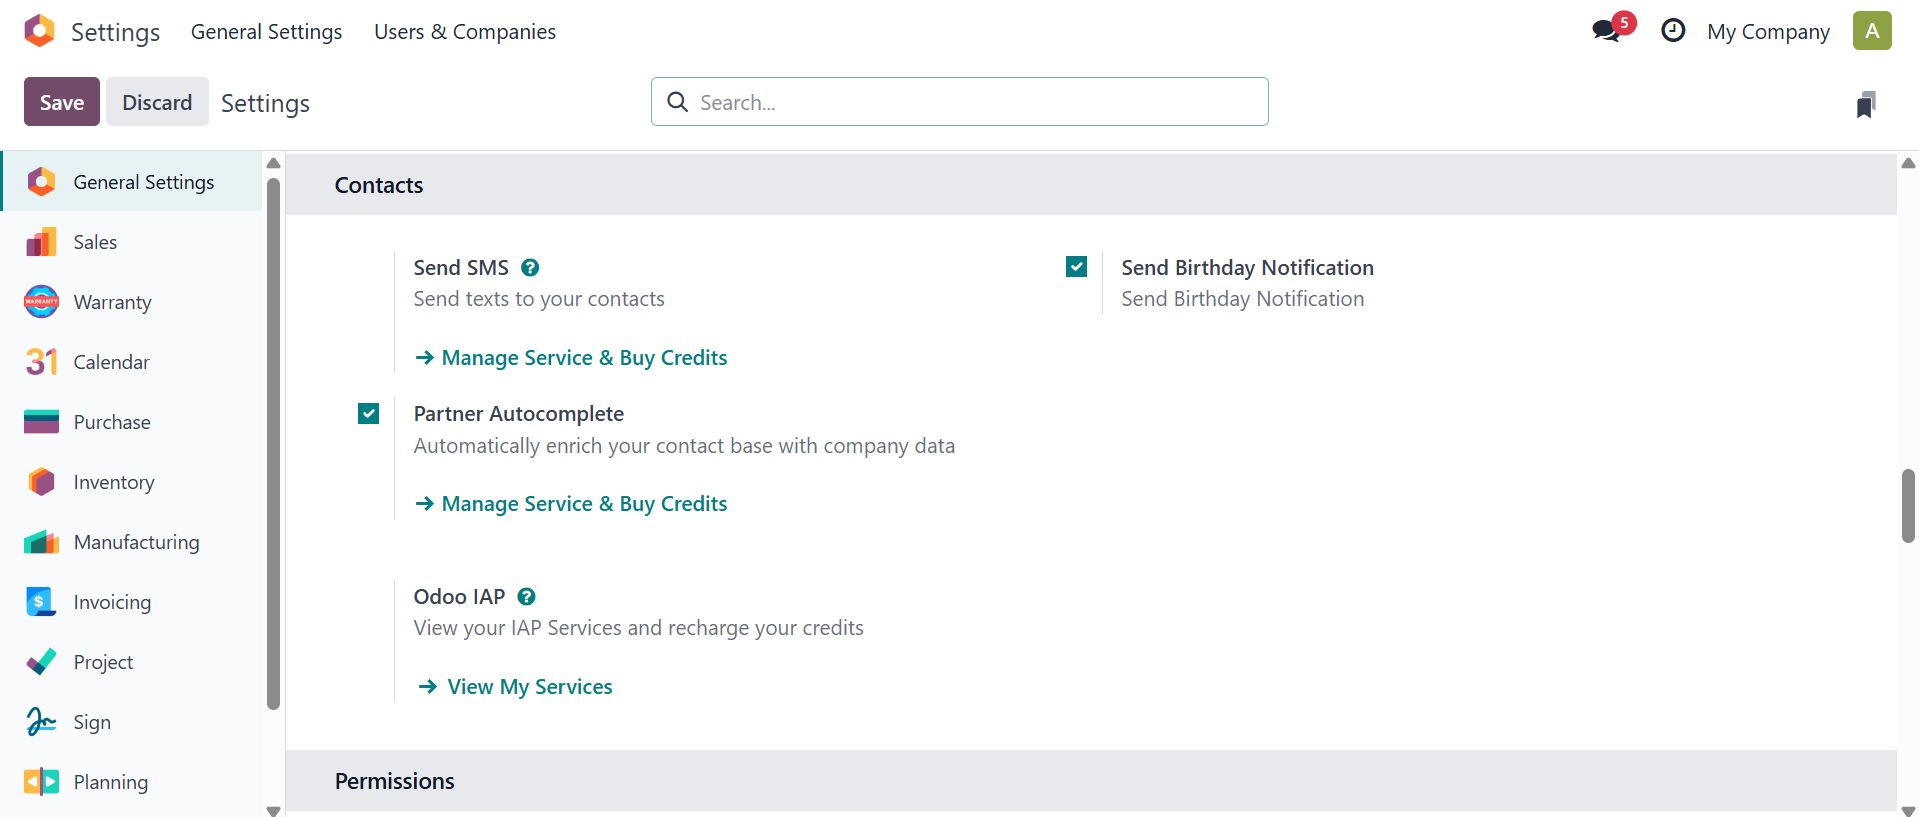 Settings
General Settings
Users & Companies
5
My Company
A
Save
Discard
Settings
Search...
General Settings
Sales
WARRANTY
Warranty
31
Calendar
Purchase
Inventory
Manufacturing
$
Invoicing
Project
Sign
Planning
Contacts
Send SMS ?
Send texts to your contacts
→ Manage Service & Buy Credits
Send Birthday Notification
Send Birthday Notification
Partner Autocomplete
Automatically enrich your contact base with company data
→ Manage Service & Buy Credits
Odoo IAP ?
View your IAP Services and recharge your credits
→ View My Services
Permissions